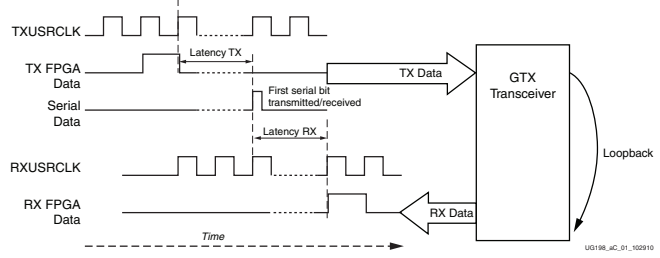 TXUSRCLK
Latency TX
TX FPGA
Data
TX Data
GTX
Transceiver
Serial
Data
First serial bit
transmitted/received
Latency RX
Loopback
RXUSRCLK
RX FPGA
Data
RX Data
Time
UG198_aC_01_102910